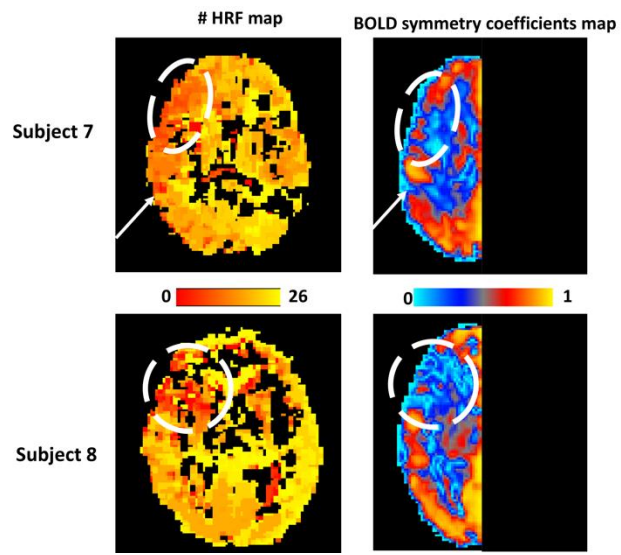 # HRF map
BOLD symmetry coefficients map
Subject 7
0 26
0 1
Subject 8